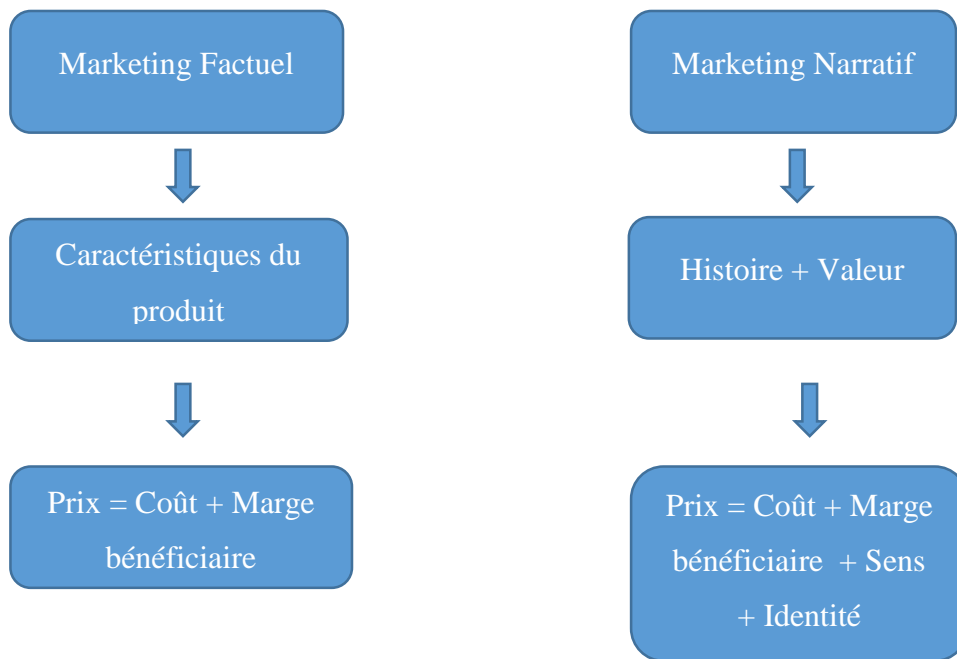 Marketing Factuel
Marketing Narratif
Caractéristiques du
produit
Histoire + Valeur
Prix = Coût + Marge
bénéficiaire
Prix = Coût + Marge
bénéficiaire + Sens
+ Identité